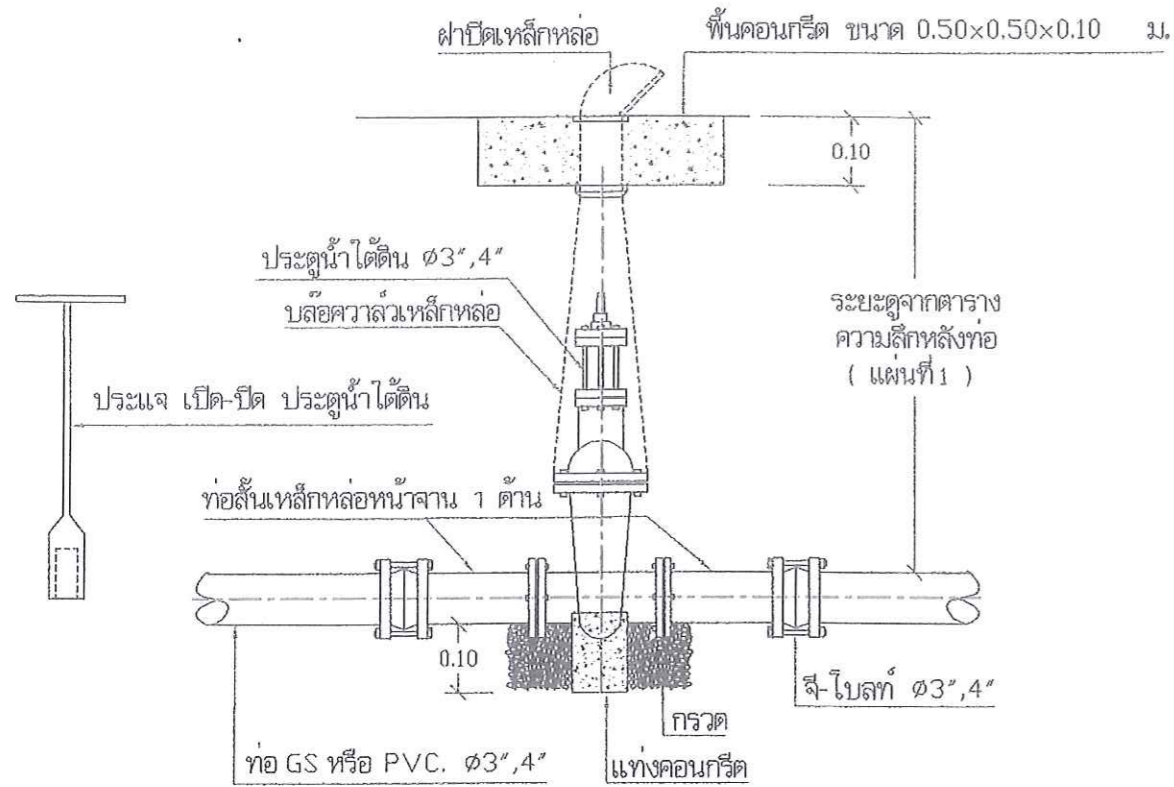 ฝาปิดเหล็กหล่อ
พื้นคอนกรีต ขนาด 0.50×0.50×0.10 ม.
0.10
ประตูน้ำใต้ดิน Ø3",4"
บล๊อควาล์วเหล็กหล่อ
ระยะดูจากตาราง
ความลึกหลังท่อ
( แผ่นที่1 )
ประแจ เปิด-ปิด ประตูน้ำใต้ดิน
ท่อสั้นเหล็กหล่อหน้าจาน 1 ด้าน
0.10
จี-โบลท์ Ø3",4"
กรวด
ท่อ GS หรือ PVC. Ø3",4"
แท่งคอนกรีต